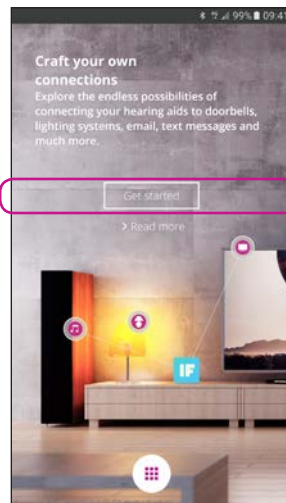 99% 09:41
Craft your own
connections
Explore the endless possibilities of
connecting your hearing aids to doorbells,
lighting systems, email, text messages and
much more.
Get started
> Read more
IF